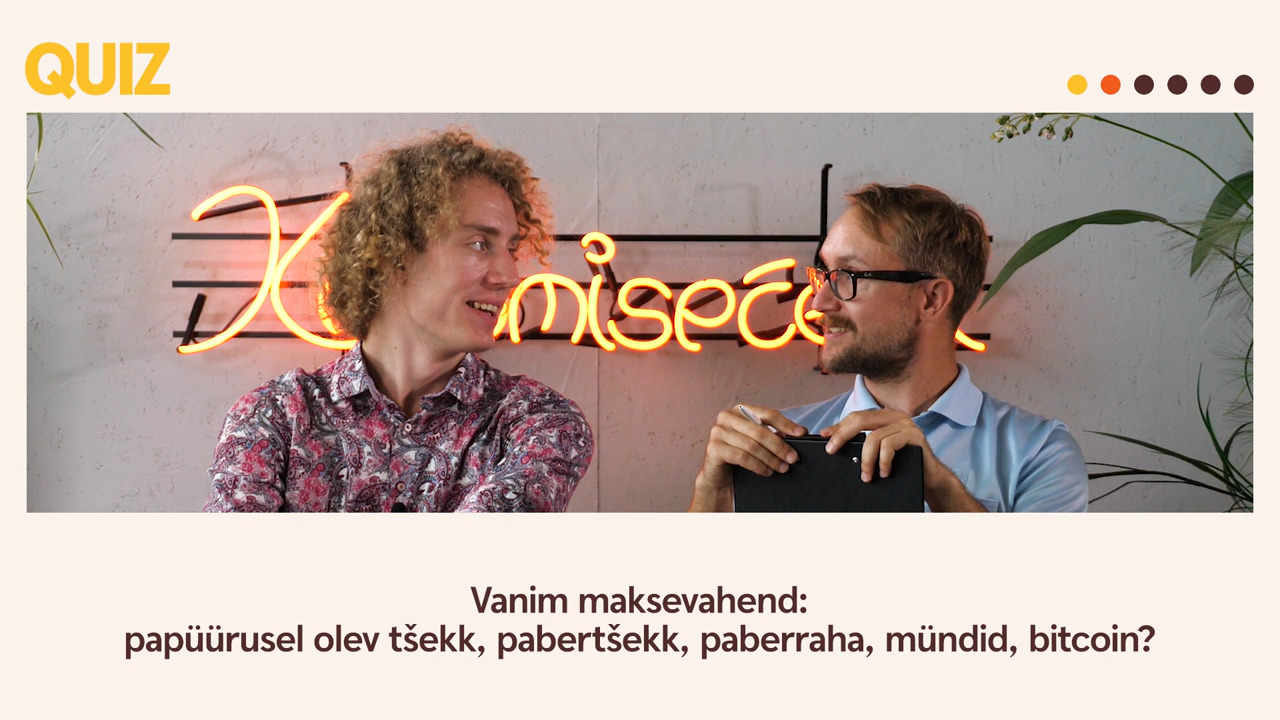 QUIZ
Vanim maksevahend:
papüürusel olev tšekk, pabertšekk, paberraha, mündid, bitcoin?